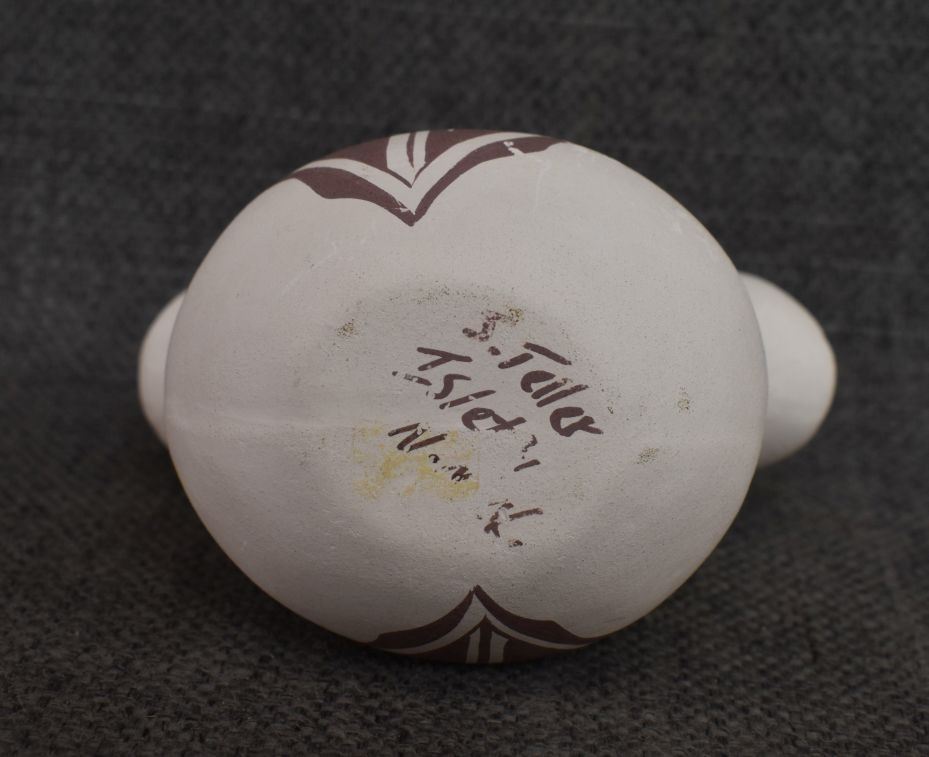 S. Teller
Isleta,
N.M.